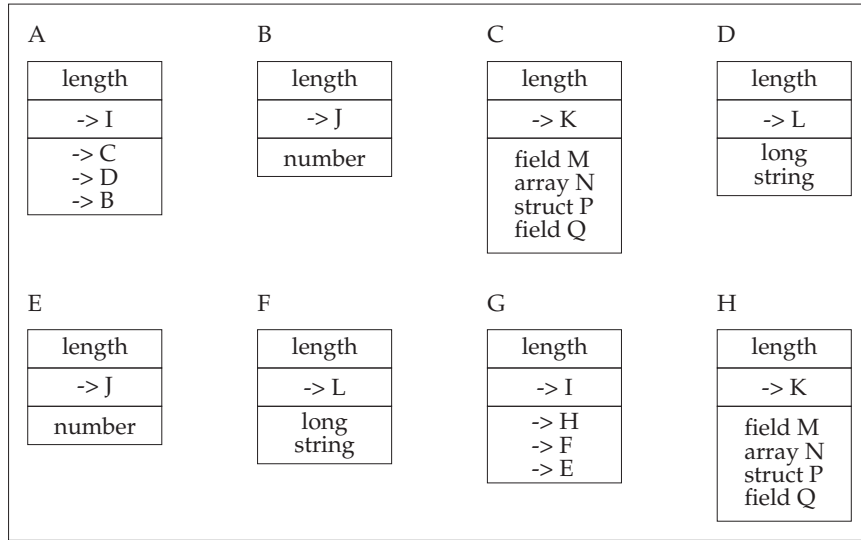 A
length
-> I
-> C
-> D
-> B
B
length
-> J
number
C
length
-> K
field M
array N
struct P
field Q
D
length
-> L
long
string
E
length
-> J
number
F
length
-> L
long
string
G
length
-> I
-> H
-> F
-> E
H
length
-> K
field M
array N
struct P
field Q